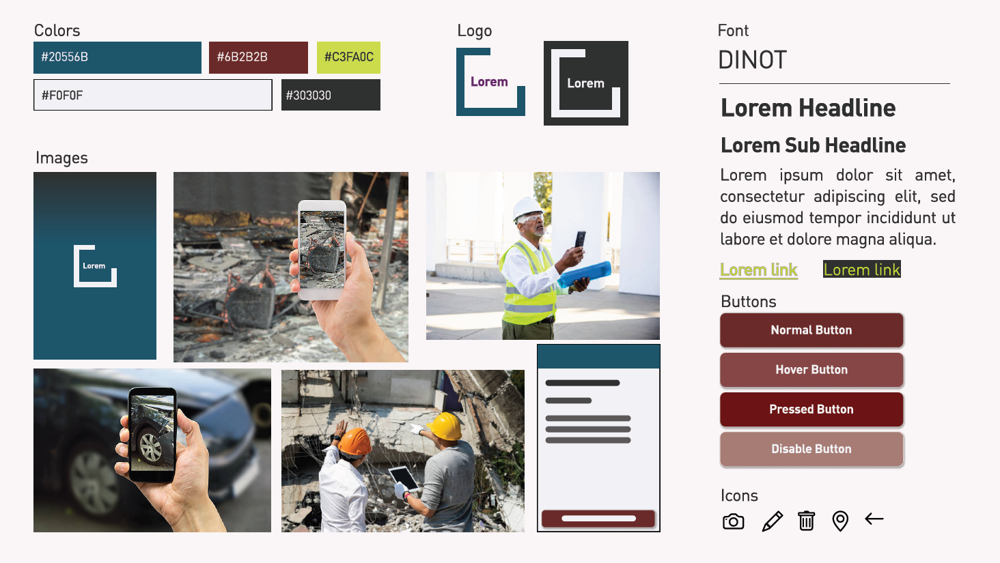 Colors
#20556B
#6B2B2B
#C3FA0C
#F0F0F
#303030
Logo
Lorem
Lorem
Images
Lorem
Font
DINOT
Lorem Headline
Lorem Sub Headline
Lorem ipsum dolor sit amet,
consectetur adipiscing elit, sed
do eiusmod tempor incididunt ut
labore et dolore magna aliqua.
Lorem link
Lorem link
Buttons
Normal Button
Hover Button
Pressed Button
Disable Button
Icons